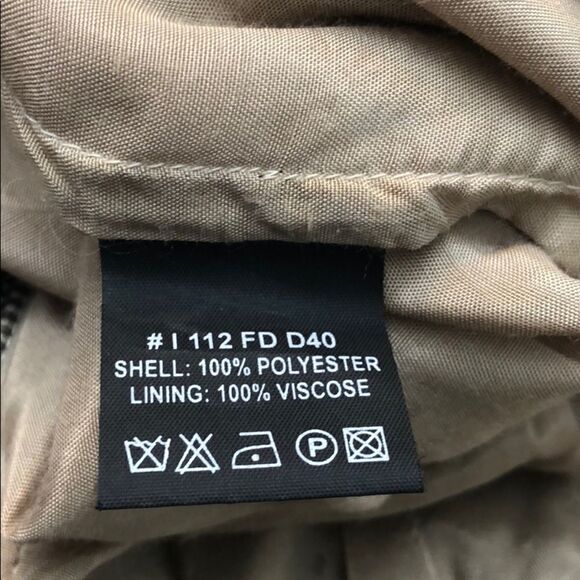 # I 112 FD D40
SHELL: 100% POLYESTER
LINING: 100% VISCOSE
P